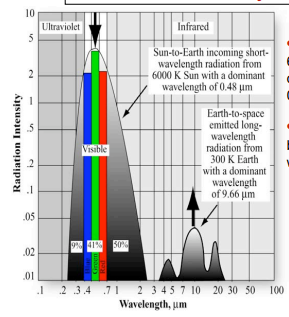 Ultraviolet
Infrared
Sun-to-Earth incoming short-
wavelength radiation from
6000 K Sun with a dominant
wavelength of 0.48 µm
Earth-to-space
emitted long-
wavelength
radiation from
300 K Earth
with a dominant
wavelength
of 9.66 µm
Visible
9% 41% 50%
Blue
Green
Red
Radiation Intensity
10
5
2
1
.5
.2
.1
.05
.02
.01
.1 .2 .3 .4 .7 1 2 3 4 5 7 10 20 30 50 100
Wavelength, µm